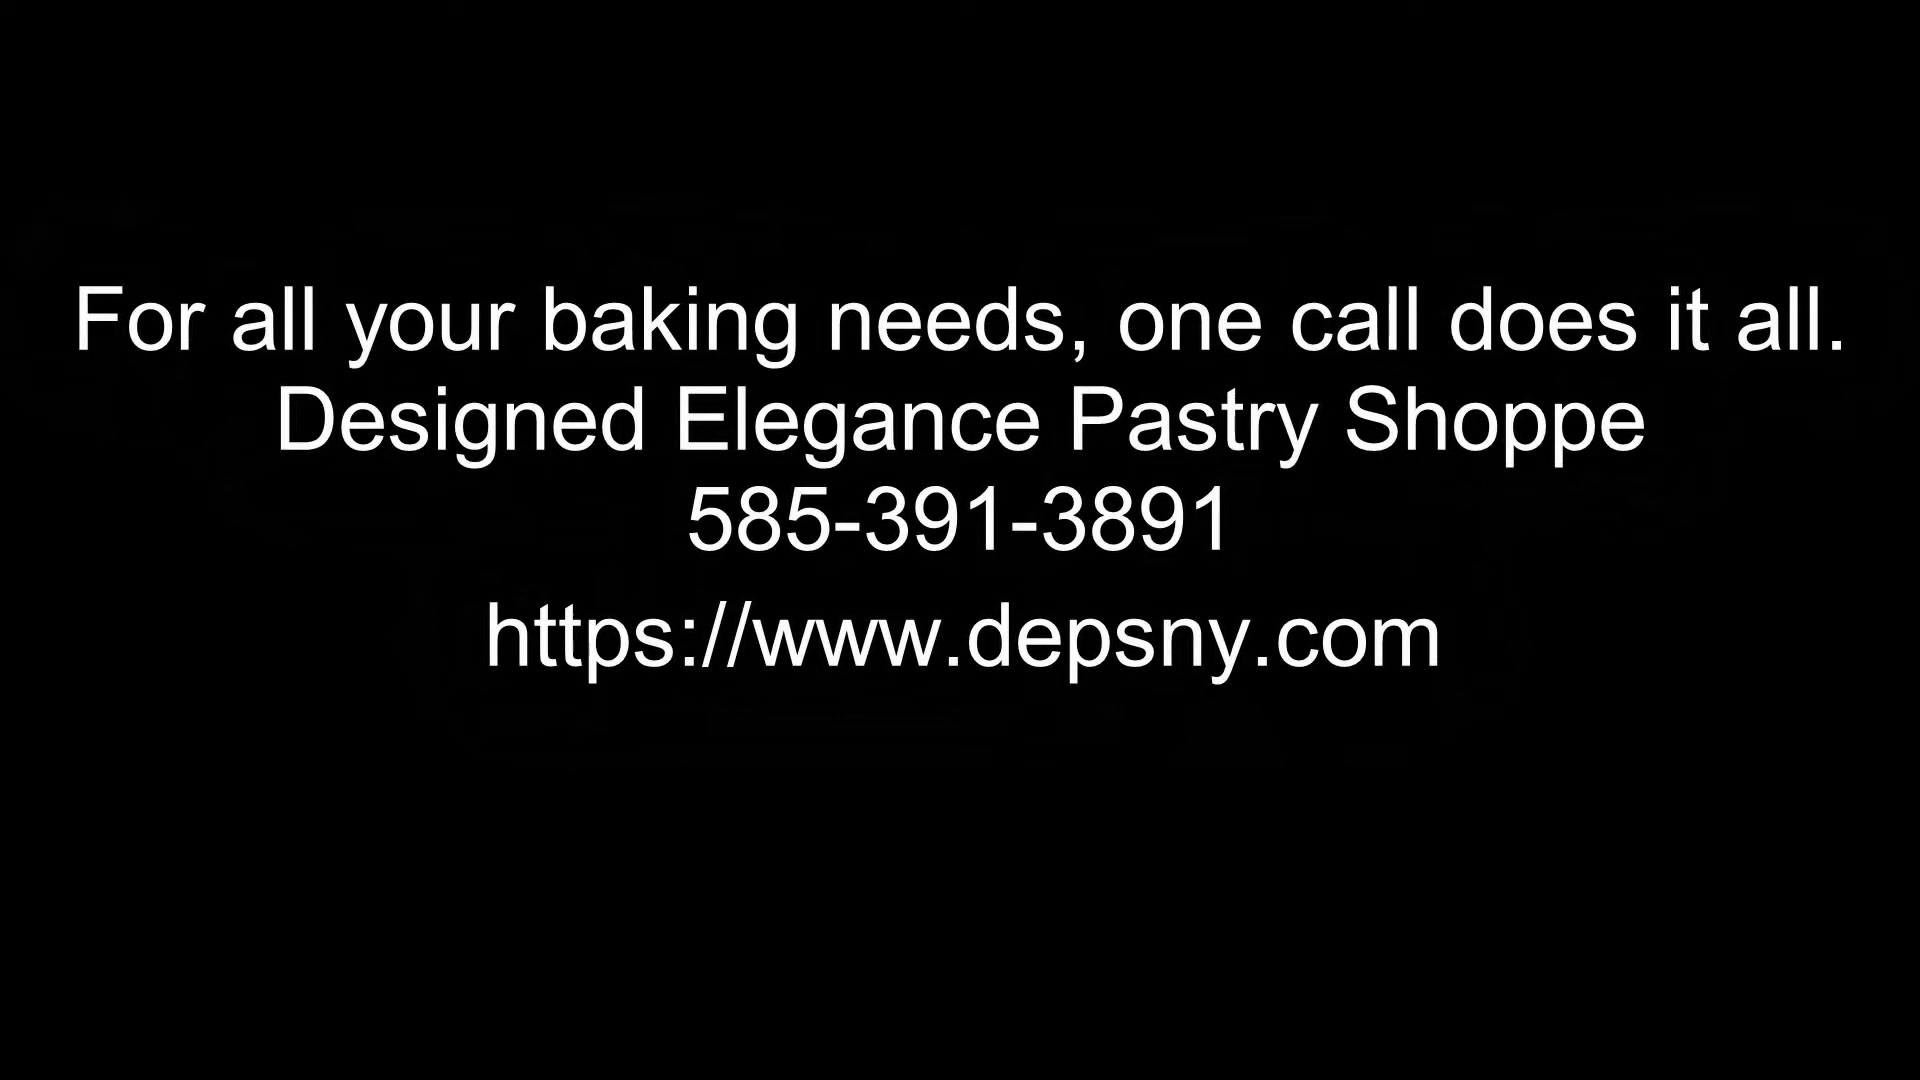 For all your baking needs, one call does it all.
Designed Elegance Pastry Shoppe
585-391-3891
https://www.depsny.com